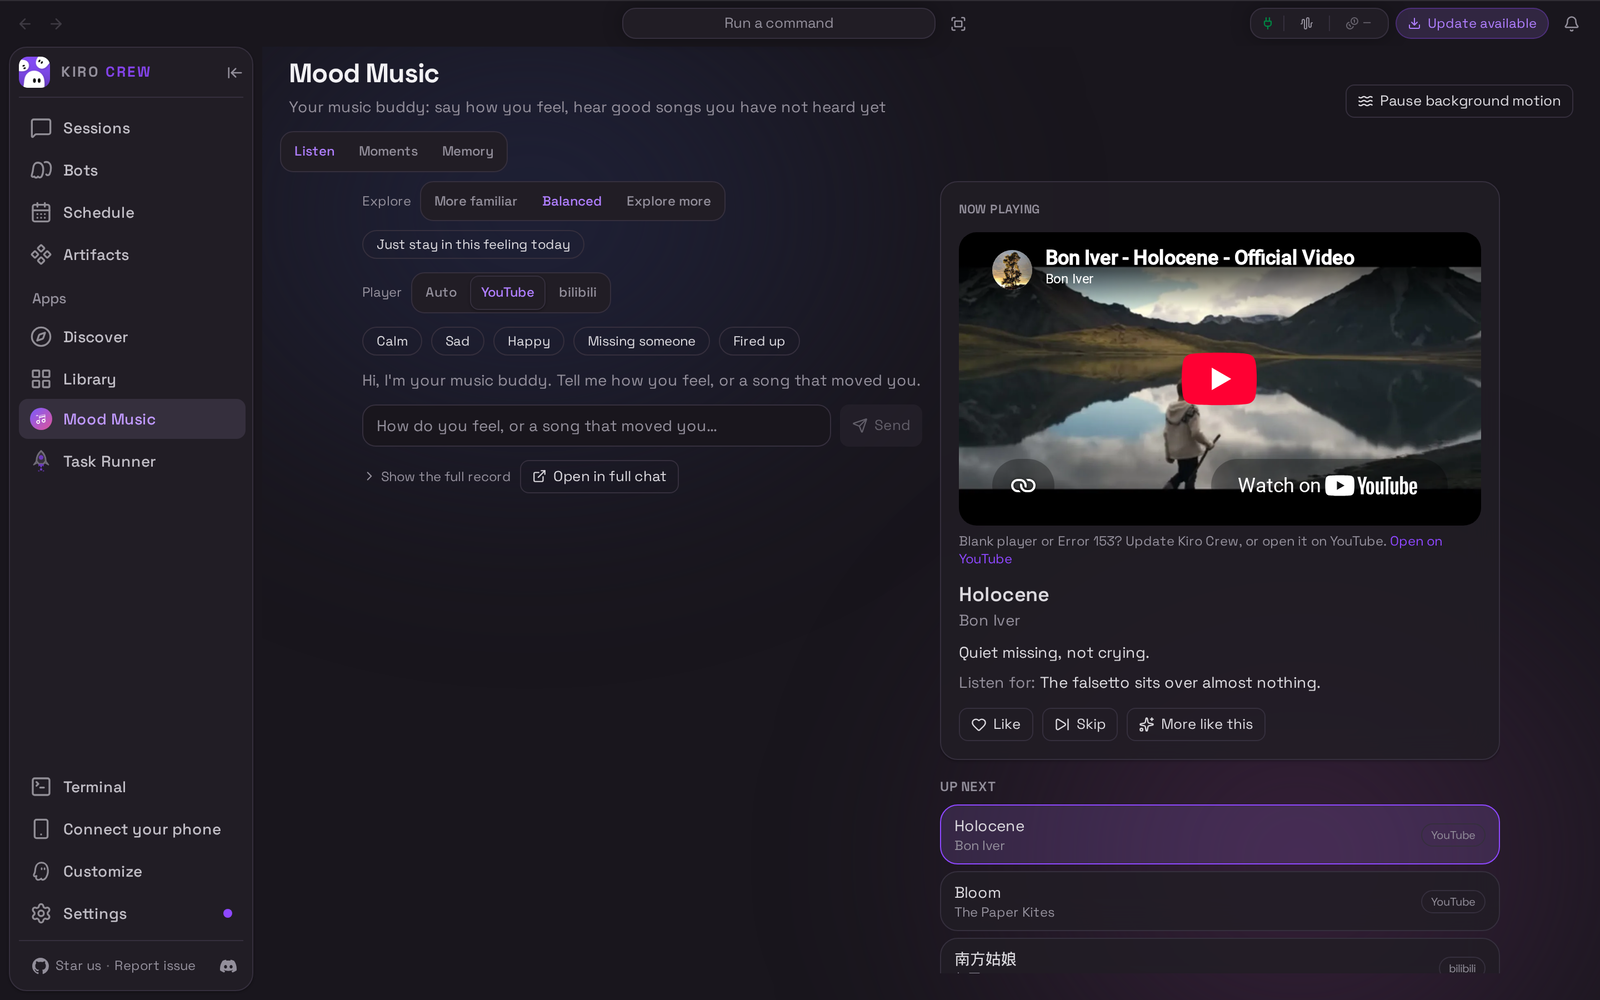 Run a command
Update available
KIRO CREW
Sessions
Bots
Schedule
Artifacts
Apps
Discover
Library
Mood Music
Task Runner
Terminal
Connect your phone
Customize
Settings
Star us · Report issue
Mood Music
Your music buddy: say how you feel, hear good songs you have not heard yet
Pause background motion
Listen
Moments
Memory
Explore
More familiar
Balanced
Explore more
Just stay in this feeling today
Player
Auto
YouTube
bilibili
Calm
Sad
Happy
Missing someone
Fired up
Hi, I'm your music buddy. Tell me how you feel, or a song that moved you.
How do you feel, or a song that moved you...
Send
Show the full record
Open in full chat
NOW PLAYING
Bon Iver - Holocene - Official Video
Bon Iver
Watch on YouTube
Blank player or Error 153? Update Kiro Crew, or open it on YouTube. Open on
YouTube
Holocene
Bon Iver
Quiet missing, not crying.
Listen for: The falsetto sits over almost nothing.
Like
Skip
More like this
UP NEXT
Holocene
Bon Iver
YouTube
Bloom
The Paper Kites
YouTube
南方姑娘
bilibili